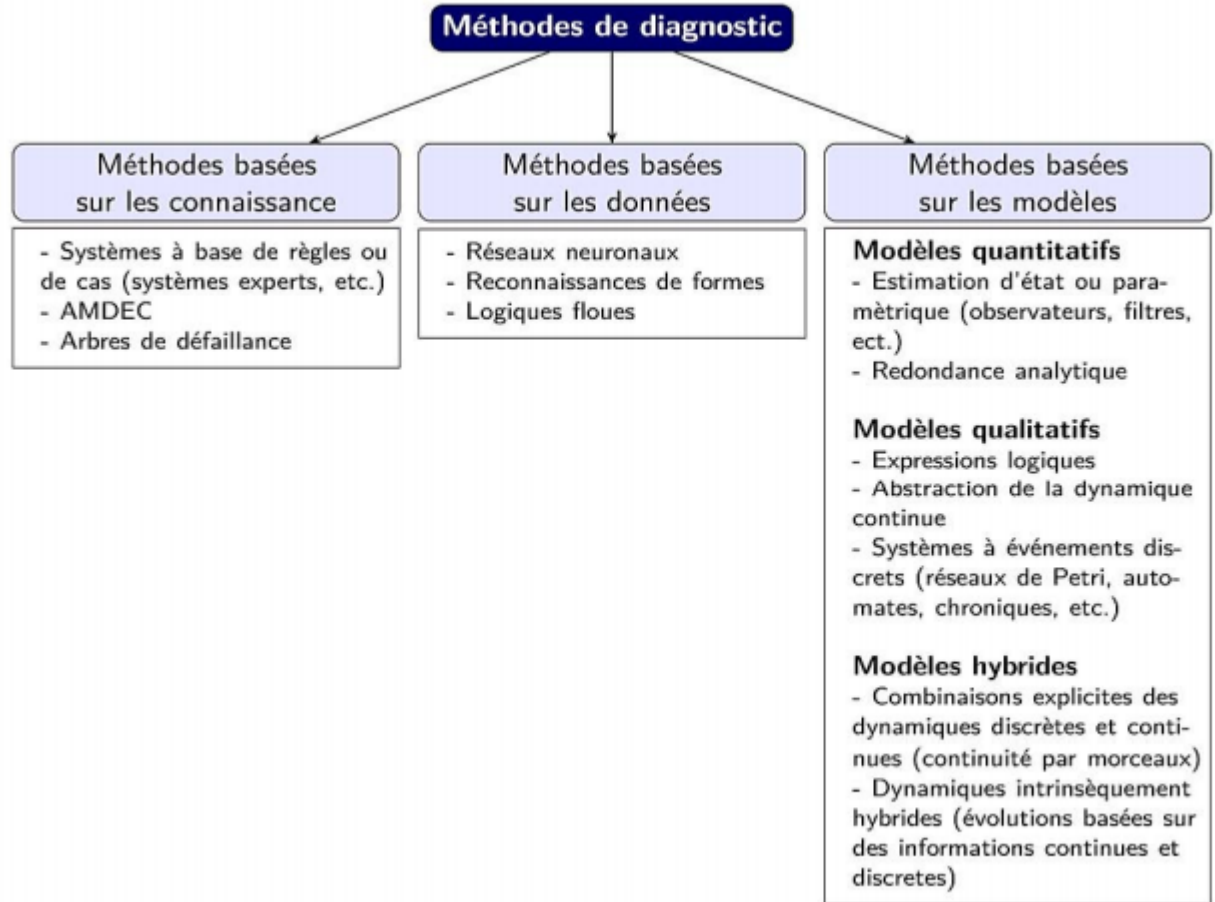 Méthodes de diagnostic
Méthodes basées
sur les connaissance
- Systèmes à base de règles ou
de cas (systèmes experts, etc.)
- AMDEC
- Arbres de défaillance
Méthodes basées
sur les données
- Réseaux neuronaux
- Reconnaissances de formes
- Logiques floues
Méthodes basées
sur les modèles
Modèles quantitatifs
- Estimation d'état ou para-
mètrique (observateurs, filtres,
ect.)
- Redondance analytique
Modèles qualitatifs
- Expressions logiques
- Abstraction de la dynamique
continue
- Systèmes à événements dis-
crets (réseaux de Petri, auto-
mates, chroniques, etc.)
Modèles hybrides
- Combinaisons explicites des
dynamiques discrètes et conti-
nues (continuité par morceaux)
- Dynamiques intrinsèquement
hybrides (évolutions basées sur
des informations continues et
discretes)